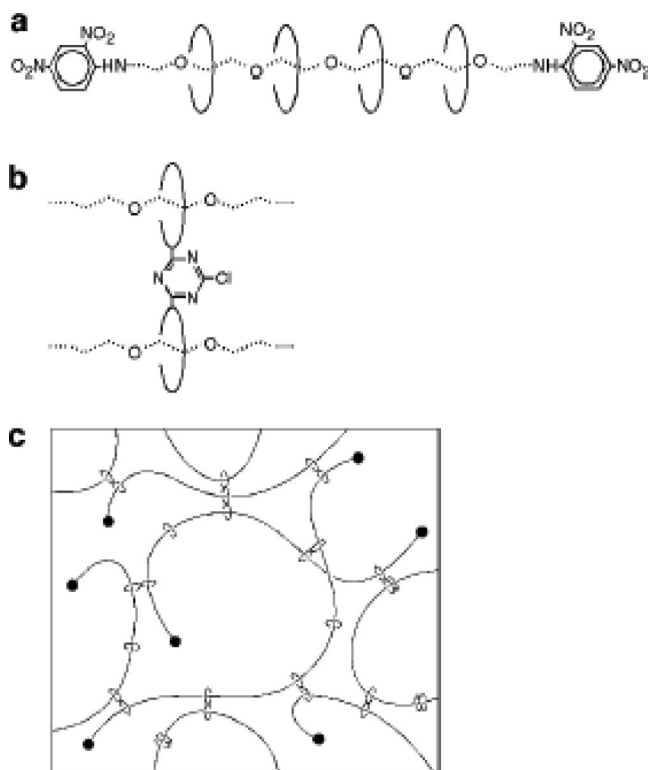 a
NO₂
O₂N HN O O O O O NH NO₂
NO₂
b
O O
N N
N
Cl
O O
c